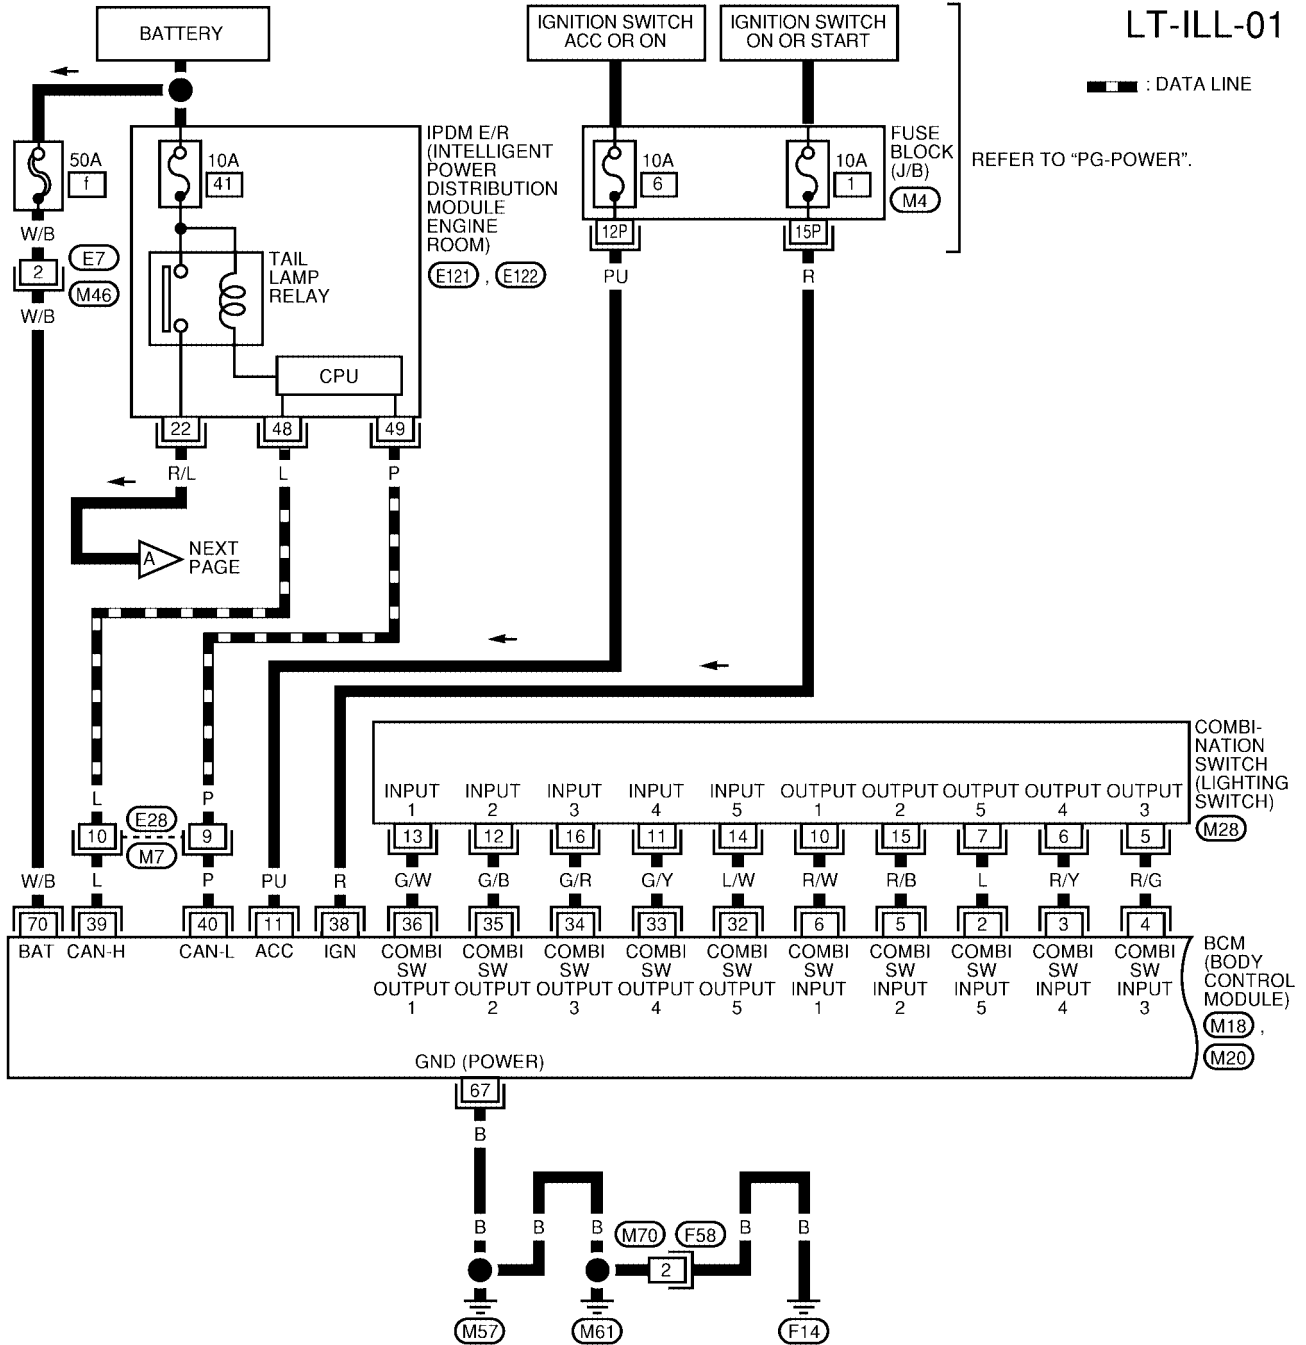 LT-ILL-01
BATTERY
IGNITION SWITCH
ACC OR ON
IGNITION SWITCH
ON OR START
: DATA LINE
REFER TO “PG-POWER”.
50A
f
10A
41
IPDM E/R
(INTELLIGENT
POWER
DISTRIBUTION
MODULE
ENGINE
ROOM)
E121 , E122
10A
6
10A
1
FUSE
BLOCK
(J/B)
M4
12P
15P
W/B
2
E7
M46
W/B
TAIL
LAMP
RELAY
CPU
PU
R
22
48
49
R/L
L
P
A
NEXT
PAGE
COMBI-
NATION
SWITCH
(LIGHTING
SWITCH)
M28
INPUT
1
INPUT
2
INPUT
3
INPUT
4
INPUT
5
OUTPUT
1
OUTPUT
2
OUTPUT
5
OUTPUT
4
OUTPUT
3
L
P
10
E28
M7
9
13
12
16
11
14
10
15
7
6
5
W/B
L
P
PU
R
G/W
G/B
G/R
G/Y
L/W
R/W
R/B
L
R/Y
R/G
70
39
40
11
38
36
35
34
33
32
6
5
2
3
4
BAT
CAN-H
CAN-L
ACC
IGN
COMBI
SW
OUTPUT
1
COMBI
SW
OUTPUT
2
COMBI
SW
OUTPUT
3
COMBI
SW
OUTPUT
4
COMBI
SW
OUTPUT
5
COMBI
SW
INPUT
1
COMBI
SW
INPUT
2
COMBI
SW
INPUT
5
COMBI
SW
INPUT
4
COMBI
SW
INPUT
3
BCM
(BODY
CONTROL
MODULE)
M18 ,
M20
GND (POWER)
67
B
B
B
B
M70
F58
B
B
2
M57
M61
F14